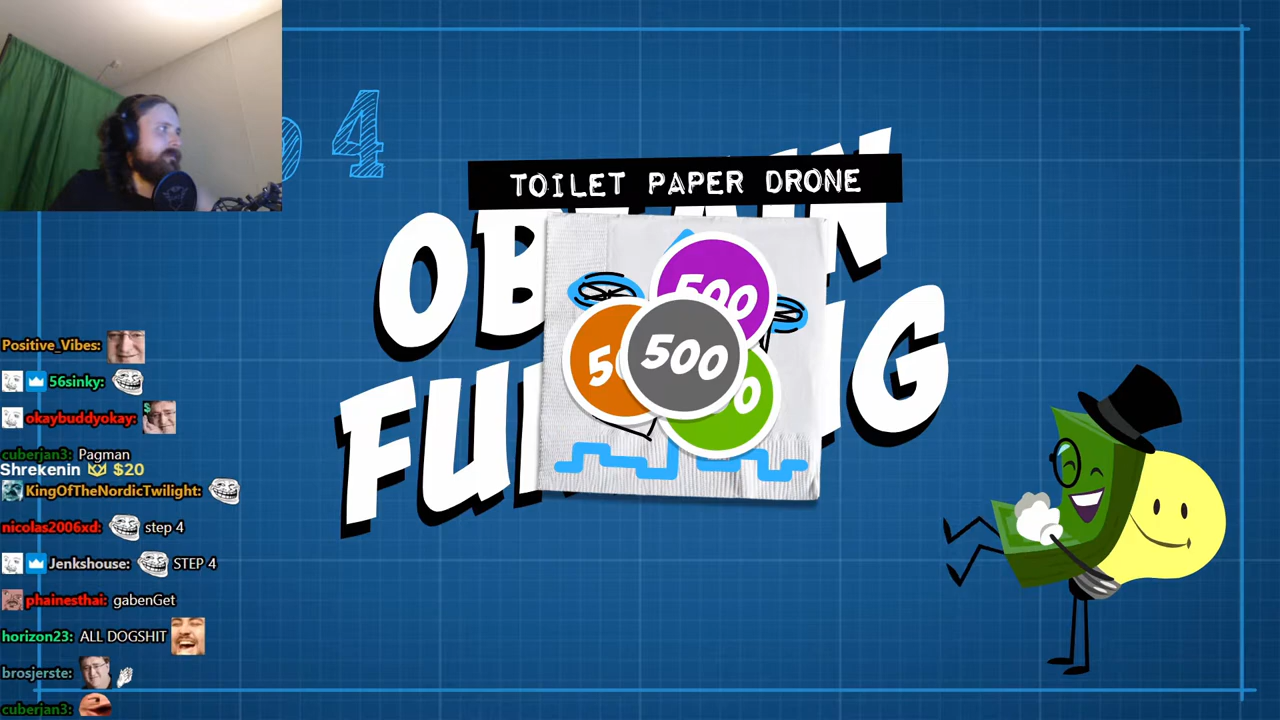 4
TOILET PAPER DRONE
500
500
Positive_Vibes:
56sinky:
okaybuddyokay:
cuberjan3: Pagman
Shrekenin $20
KingOfTheNordicTwilight:
nicolas2006xd: step 4
Jenkshouse: STEP 4
phainesthai: gabenGet
horizon23: ALL DOGSHIT
brosjerste:
cuberjan3: